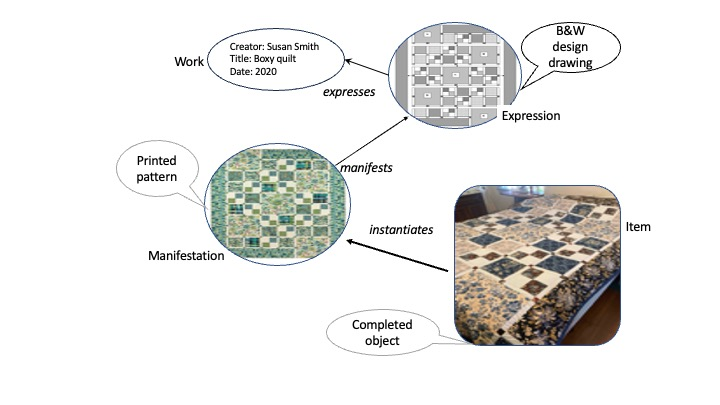 Work
Creator: Susan Smith
Title: Boxy quilt
Date: 2020
expresses
B&W
design
drawing
Expression
manifests
Printed
pattern
Manifestation
instantiates
Item
Completed
object